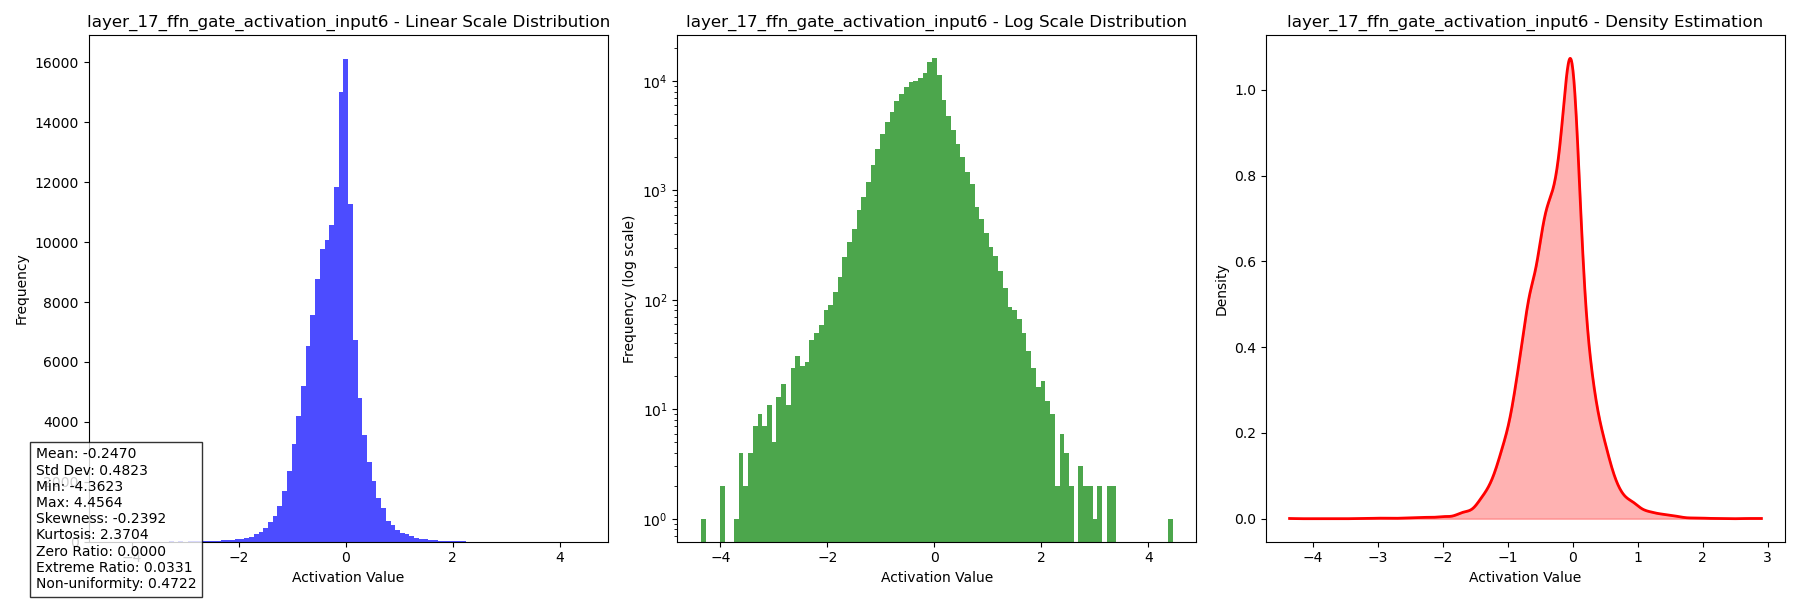 layer_17_ffn_gate_activation_input6 - Linear Scale Distribution
Frequency
16000
14000
12000
10000
8000
6000
4000
2000
0
−4
−2
0
2
4
Activation Value
Mean: -0.2470
Std Dev: 0.4823
Min: -4.3623
Max: 4.4564
Skewness: -0.2392
Kurtosis: 2.3704
Zero Ratio: 0.0000
Extreme Ratio: 0.0331
Non-uniformity: 0.4722
layer_17_ffn_gate_activation_input6 - Log Scale Distribution
Frequency (log scale)
10⁴
10³
10²
10¹
10⁰
−4
−2
0
2
4
Activation Value
layer_17_ffn_gate_activation_input6 - Density Estimation
Density
1.0
0.8
0.6
0.4
0.2
0.0
−4
−3
−2
−1
0
1
2
3
Activation Value